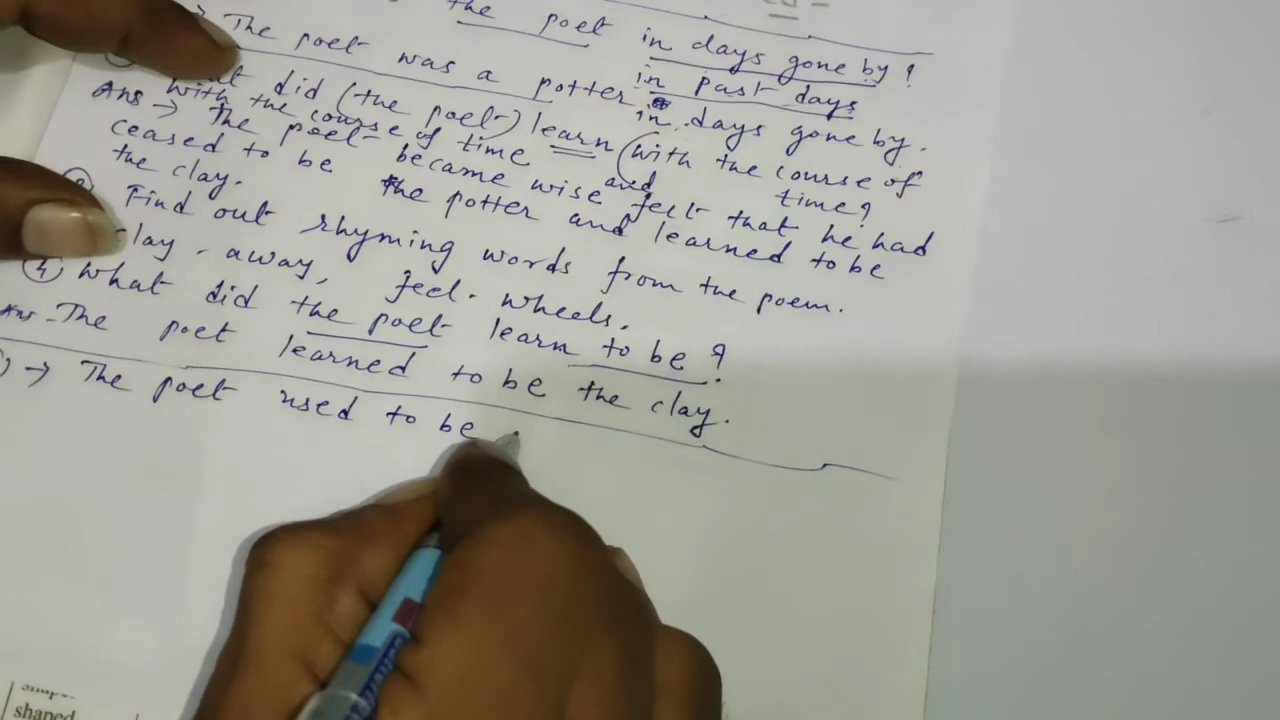 the poet in days gone by?
in past days
The poet was a potter in days gone by.
did (the poet) learn (with the course of time?
Ans → With the course of time
The poet became wise and felt that he had
ceased to be the potter and learned to be
the clay.
Find out rhyming words from the poem.
lay - away, feel - wheels.
(4) What did the poet learn to be?
Ans - The poet learned to be the clay.
→ The poet used to be
shaped